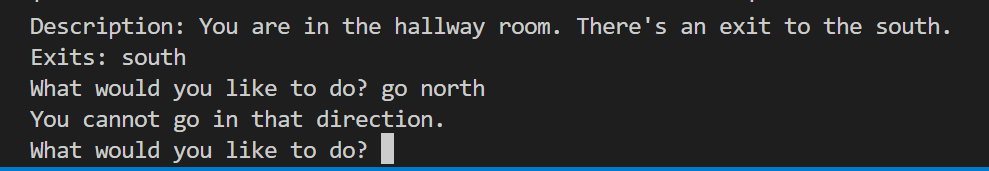 Description: You are in the hallway room. There's an exit to the south.
Exits: south
What would you like to do? go north
You cannot go in that direction.
What would you like to do?